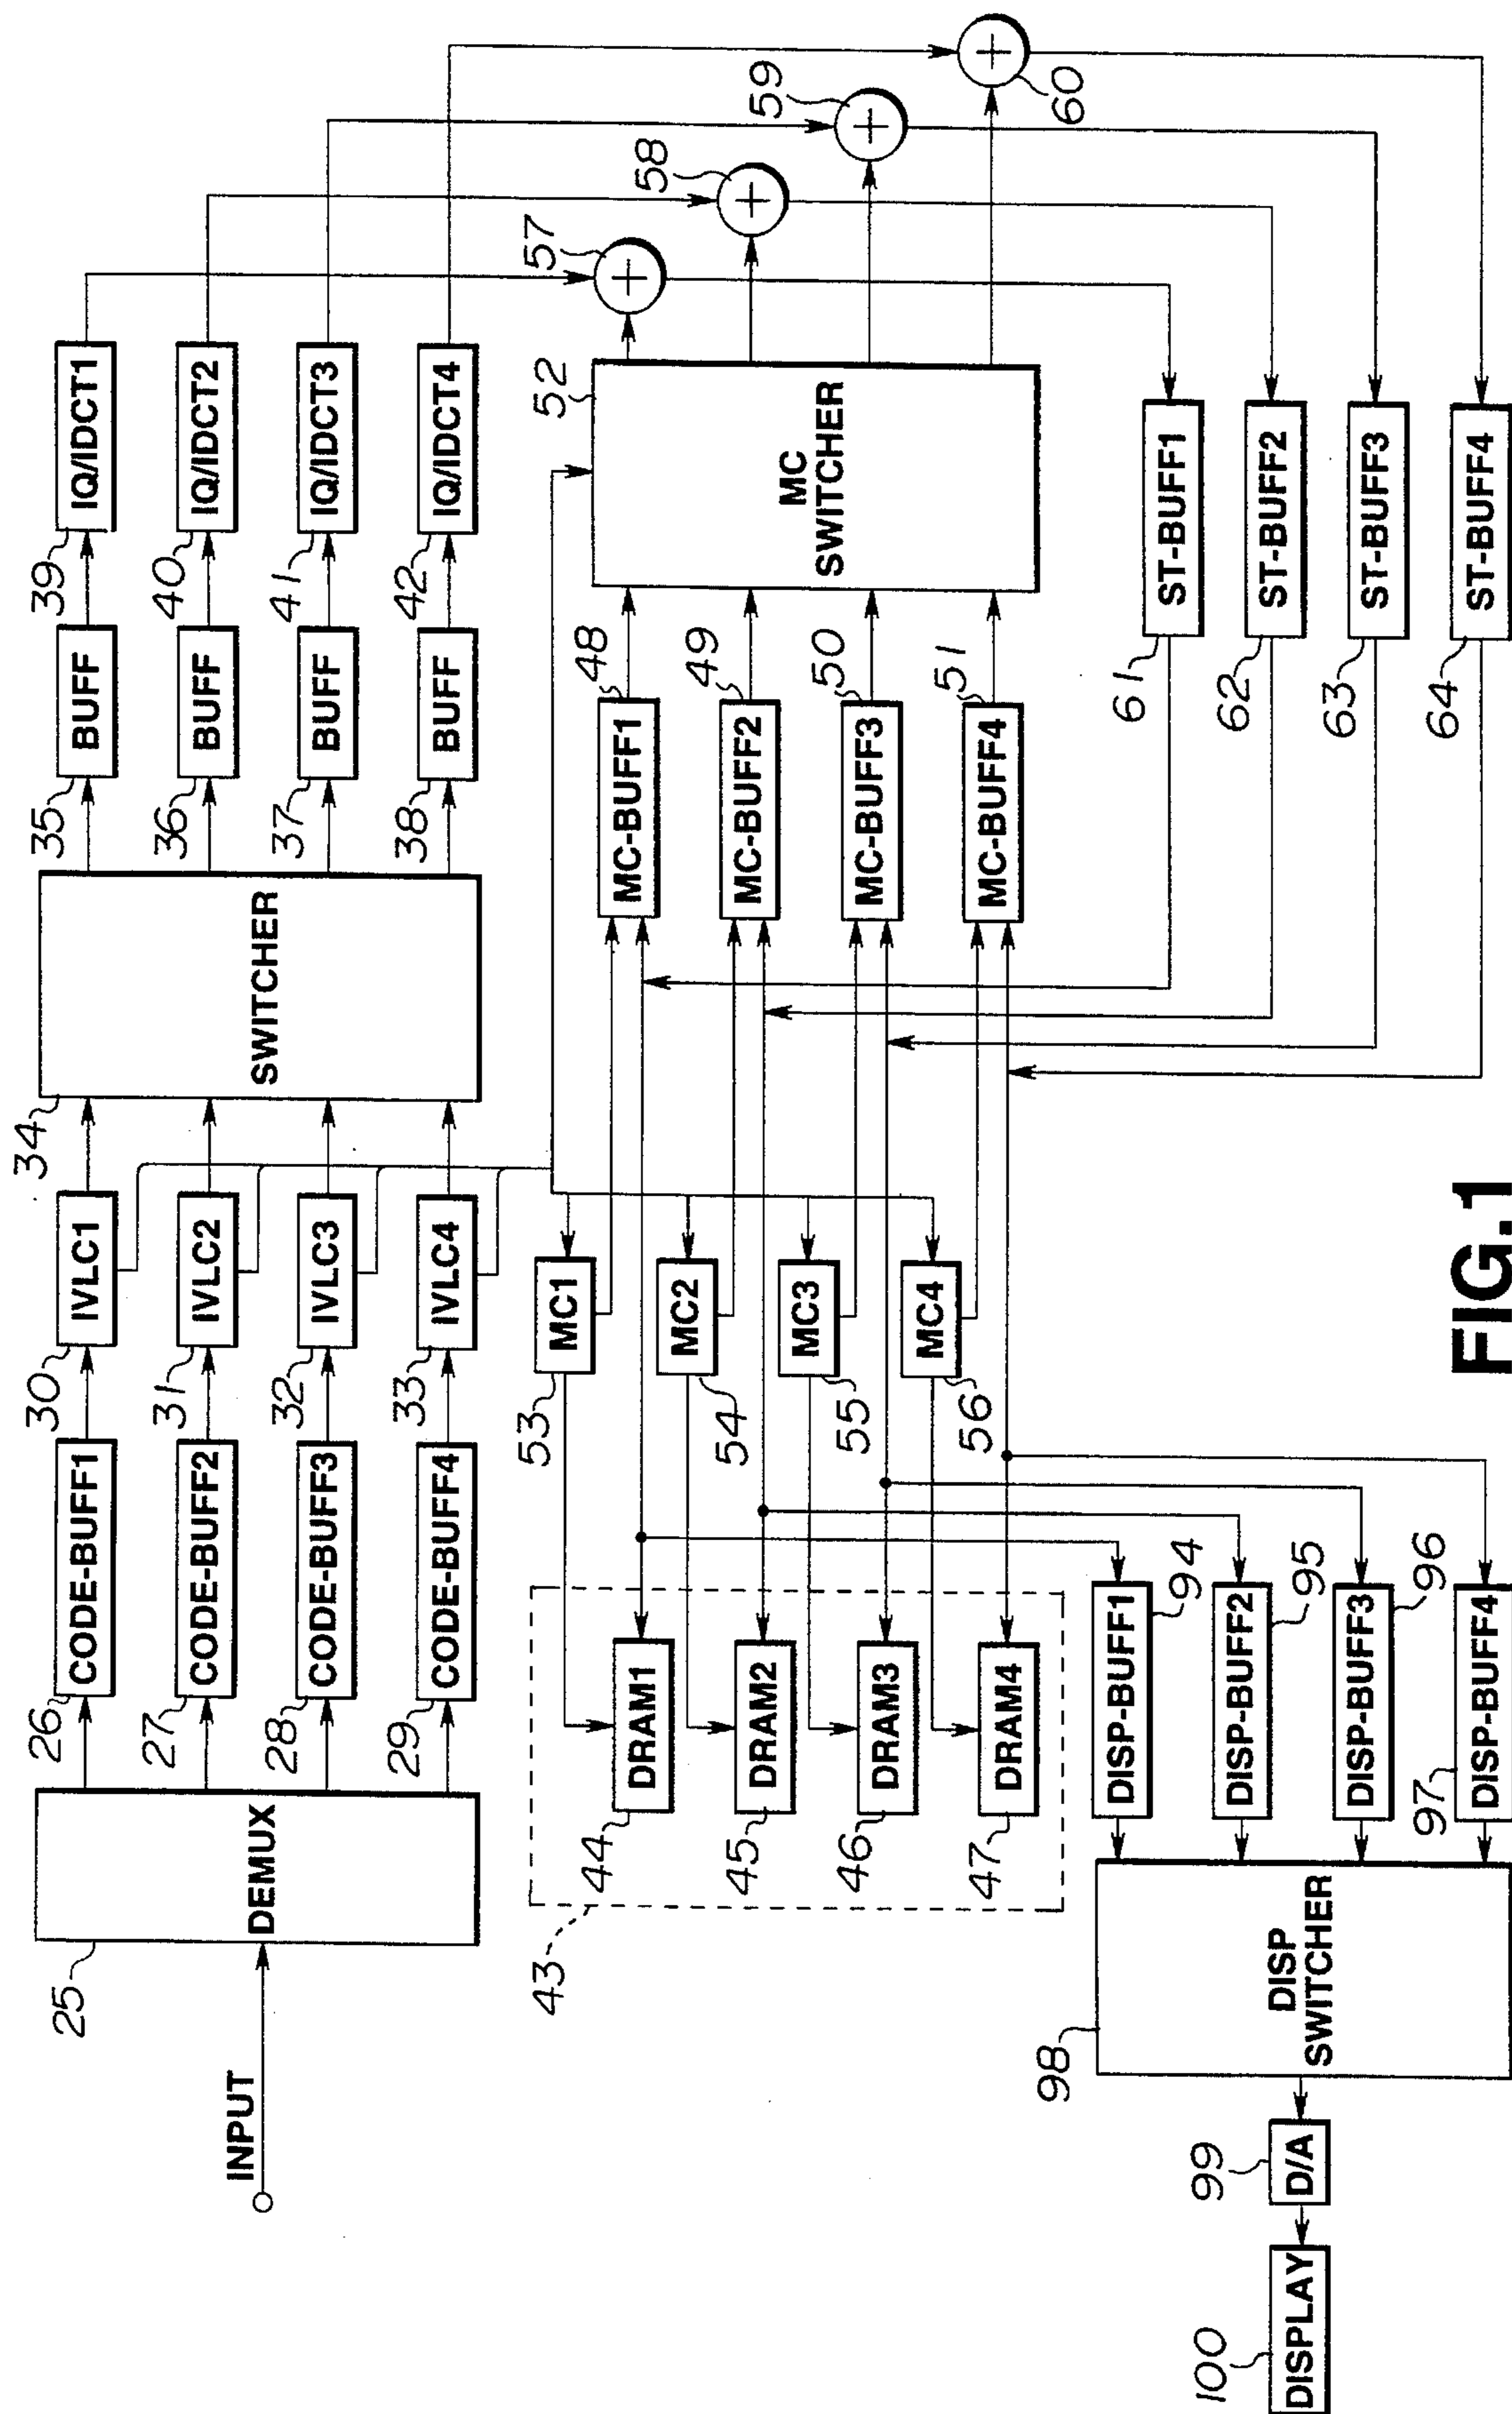 INPUT
25
DEMUX
26
CODE-BUFF1
27
CODE-BUFF2
28
CODE-BUFF3
29
CODE-BUFF4
30
IVLC1
31
IVLC2
32
IVLC3
33
IVLC4
34
SWITCHER
35
BUFF
36
BUFF
37
BUFF
38
BUFF
39
IQ/IDCT1
40
IQ/IDCT2
41
IQ/IDCT3
42
IQ/IDCT4
43
44
DRAM1
45
DRAM2
46
DRAM3
47
DRAM4
53
MC1
54
MC2
55
MC3
56
MC4
48
MC-BUFF1
49
MC-BUFF2
50
MC-BUFF3
51
MC-BUFF4
52
MC
SWITCHER
57
+
58
+
59
+
60
+
61
ST-BUFF1
62
ST-BUFF2
63
ST-BUFF3
64
ST-BUFF4
94
DISP-BUFF1
95
DISP-BUFF2
96
DISP-BUFF3
97
DISP-BUFF4
98
DISP
SWITCHER
99
D/A
100
DISPLAY
FIG.1